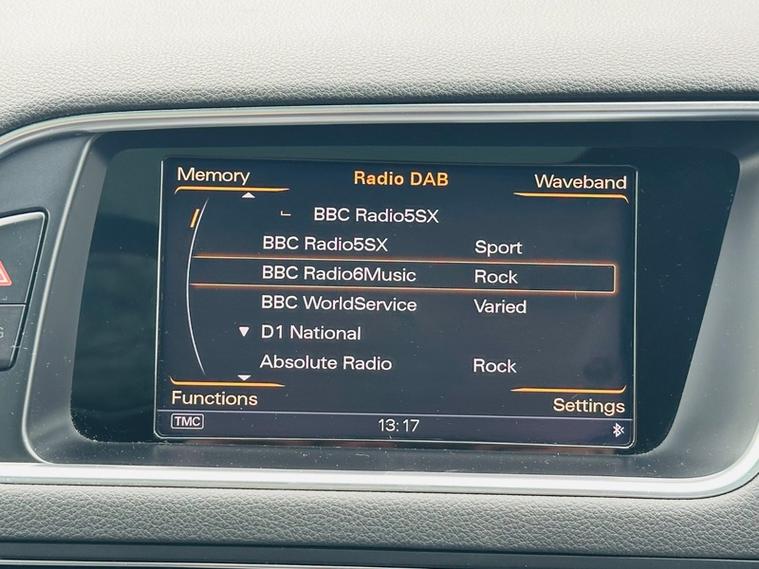 Memory Radio DAB Waveband
BBC Radio5SX
BBC Radio5SX Sport
BBC Radio6Music Rock
BBC WorldService Varied
D1 National
Absolute Radio Rock
Functions Settings
TMC 13:17